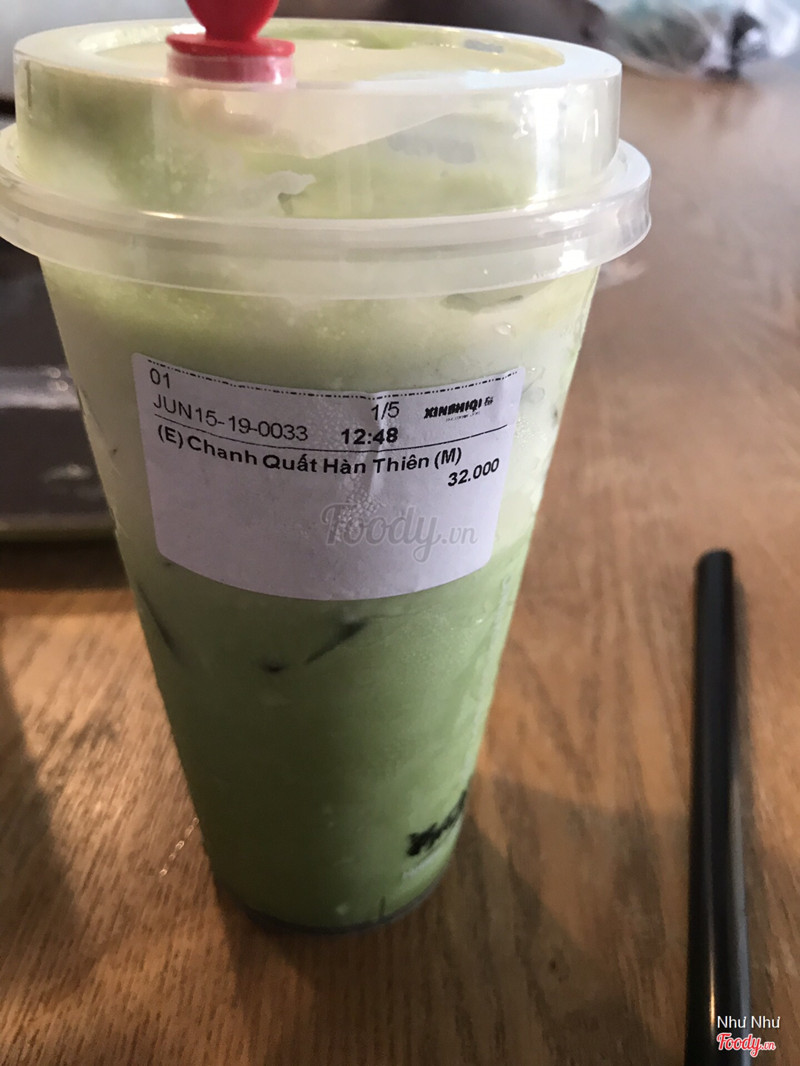 01
JUN15-19-0033 1/5 XINSHIQI
12:48
(E) Chanh Quất Hàn Thiên (M)
32.000
Foody.vn
Như Như
Foody.vn